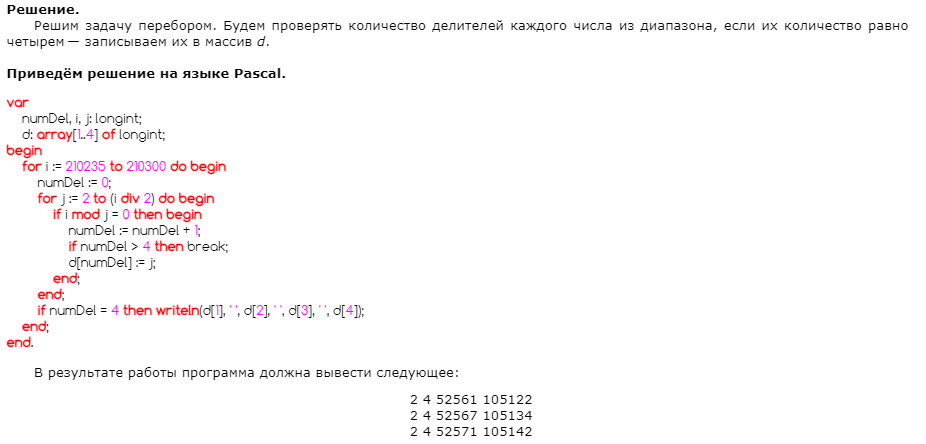 Решение.
Решим задачу перебором. Будем проверять количество делителей каждого числа из диапазона, если их количество равно
четырем — записываем их в массив d.
Приведём решение на языке Pascal.
var
numDel, i, j: longint;
d: array[1..4] of longint;
begin
for i := 210235 to 210300 do begin
numDel := 0;
for j := 2 to (i div 2) do begin
if i mod j = 0 then begin
numDel := numDel + 1;
if numDel > 4 then break;
d[numDel] := j;
end;
end;
if numDel = 4 then writeln(d[1], ' ', d[2], ' ', d[3], ' ', d[4]);
end;
end.
В результате работы программа должна вывести следующее:
2 4 52561 105122
2 4 52567 105134
2 4 52571 105142